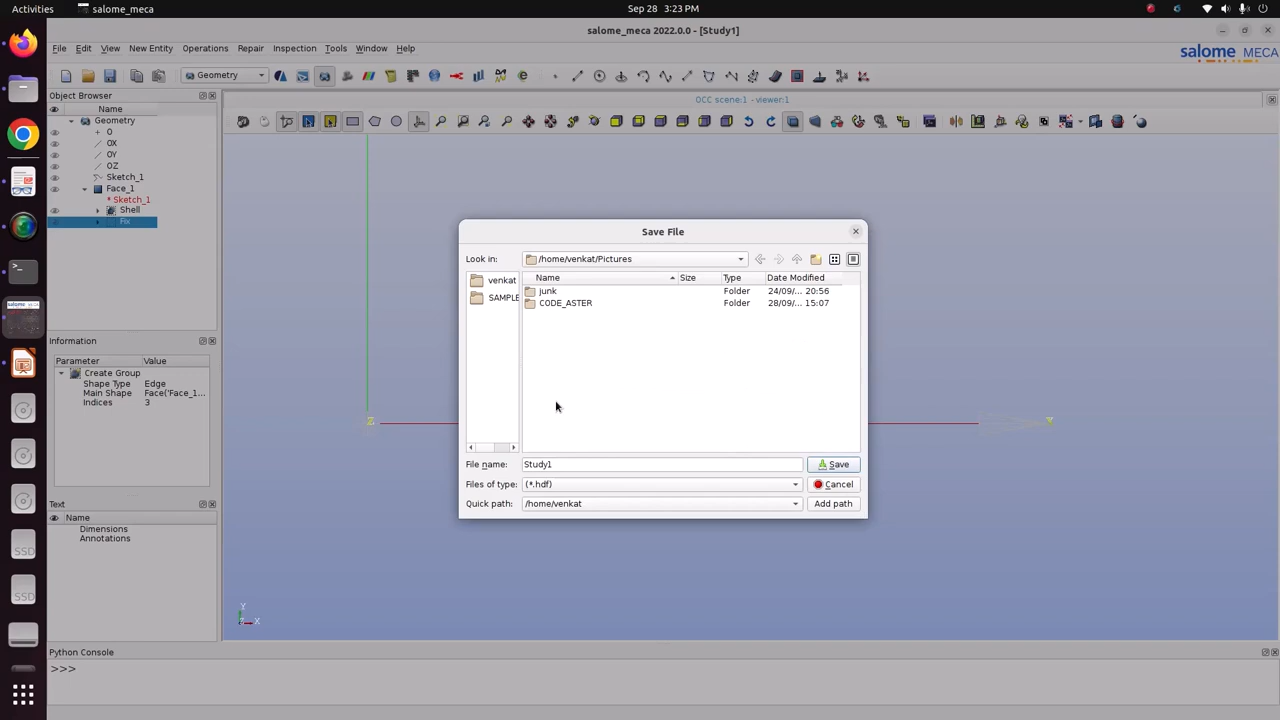 Activities salome_meca Sep 28 3:23 PM
salome_meca 2022.0.0 - [Study1]
File Edit View New Entity Operations Repair Inspection Tools Window Help
salome MECA
Geometry
Object Browser
OCC scene:1 - viewer:1
Name
Geometry
O
OX
OY
OZ
Sketch_1
Face_1
* Sketch_1
Shell
Fix
Save File
Look in: /home/venkat/Pictures
venkat
SAMPLE
Name Size Type Date Modified
junk Folder 24/09/... 20:56
CODE_ASTER Folder 28/09/... 15:07
File name: Study1 Save
Files of type: (*.hdf) Cancel
Quick path: /home/venkat Add path
Information
Parameter Value
Create Group
Shape Type Edge
Main Shape Face('Face_1...
Indices 3
Text
Name
Dimensions
Annotations
Z
Y
Y
Z X
Python Console
>>>
SSD
SSD